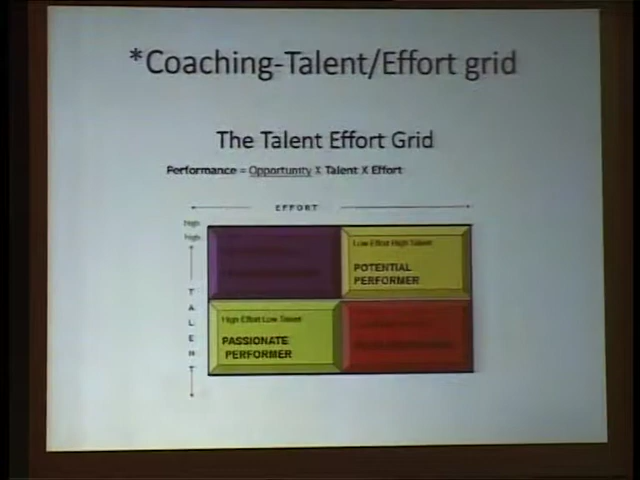 *Coaching-Talent/Effort grid
The Talent Effort Grid
Performance = Opportunity X Talent X Effort
EFFORT
High
High
Low Effort High Talent
POTENTIAL
PERFORMER
TALENT
High Effort Low Talent
PASSIONATE
PERFORMER